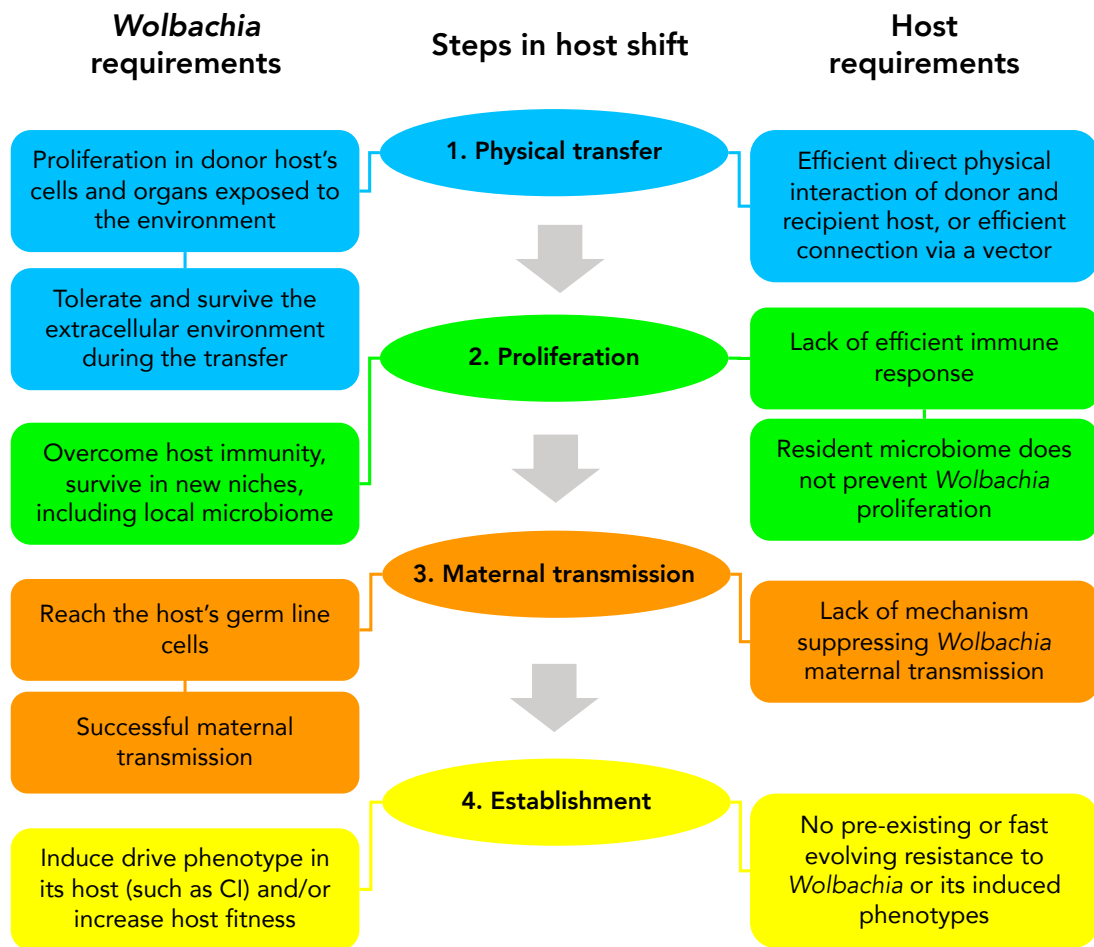 Wolbachia
requirements
Steps in host shift
Host
requirements
Proliferation in donor host's
cells and organs exposed to
the environment
Tolerate and survive the
extracellular environment
during the transfer
1. Physical transfer
Efficient direct physical
interaction of donor and
recipient host, or efficient
connection via a vector
Overcome host immunity,
survive in new niches,
including local microbiome
2. Proliferation
Lack of efficient immune
response
Resident microbiome does
not prevent Wolbachia
proliferation
Reach the host's germ line
cells
Successful maternal
transmission
3. Maternal transmission
Lack of mechanism
suppressing Wolbachia
maternal transmission
Induce drive phenotype in
its host (such as CI) and/or
increase host fitness
4. Establishment
No pre-existing or fast
evolving resistance to
Wolbachia or its induced
phenotypes